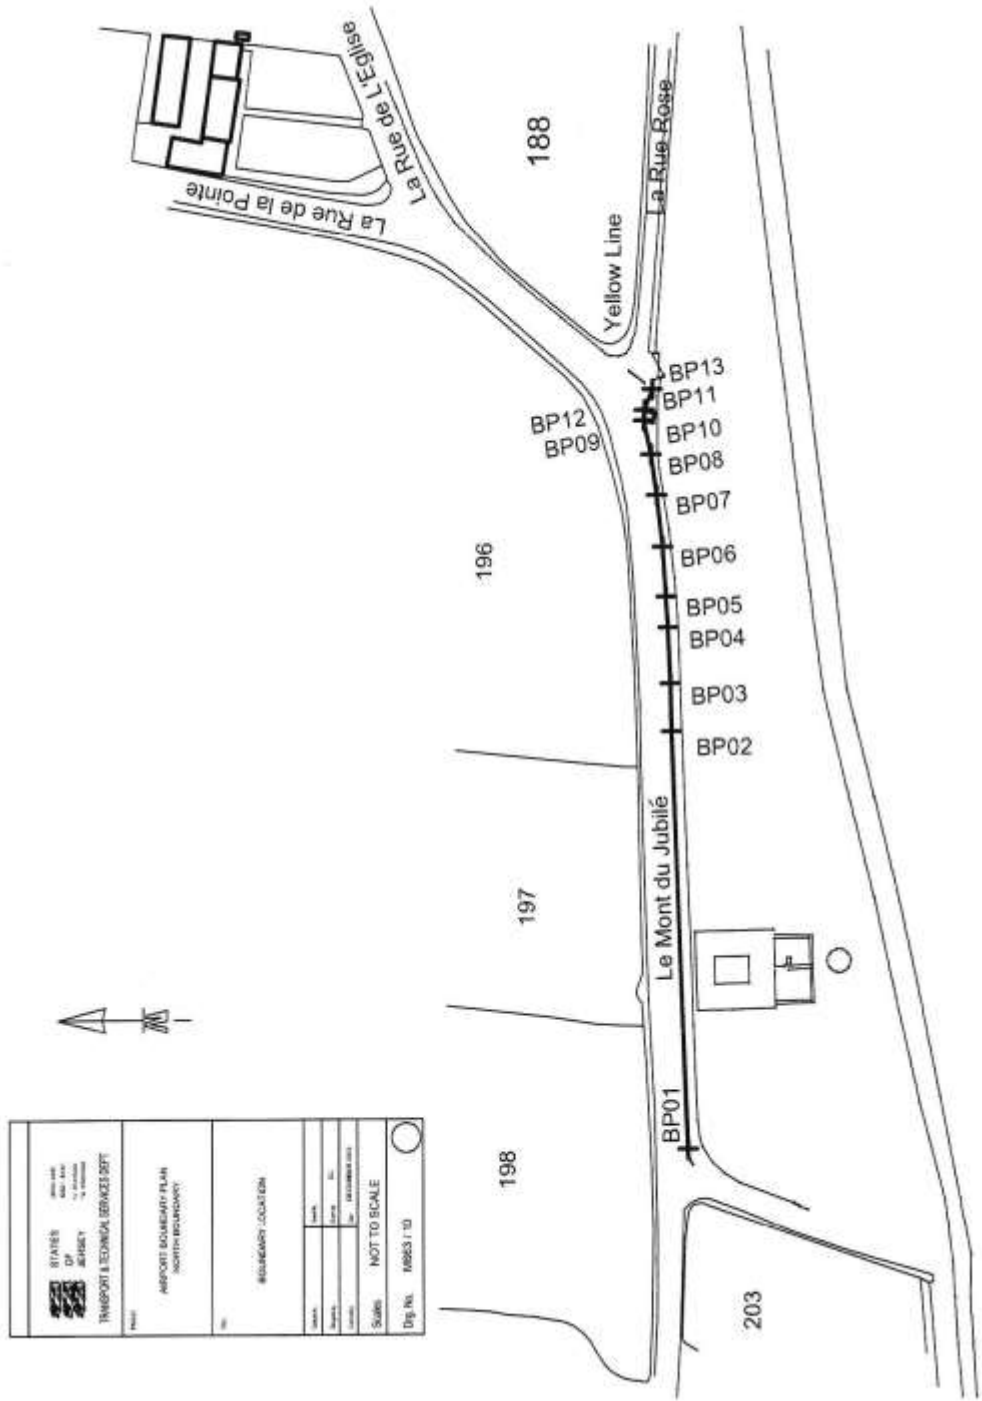 La Rue de L'Eglise
La Rue de la Pointe
188
La Rue Rose
Yellow Line
BP13
BP11
BP12
BP10
BP09
BP08
BP07
196
BP06
BP05
BP04
BP03
BP02
Le Mont du Jubilé
197
BP01
198
203
N
STATES
OF
JERSEY
TRANSPORT & TECHNICAL SERVICES DEPT
AIRPORT BOUNDARY PLAN
NORTH BOUNDARY
BOUNDARY LOCATION
Scales NOT TO SCALE
Drg. No.